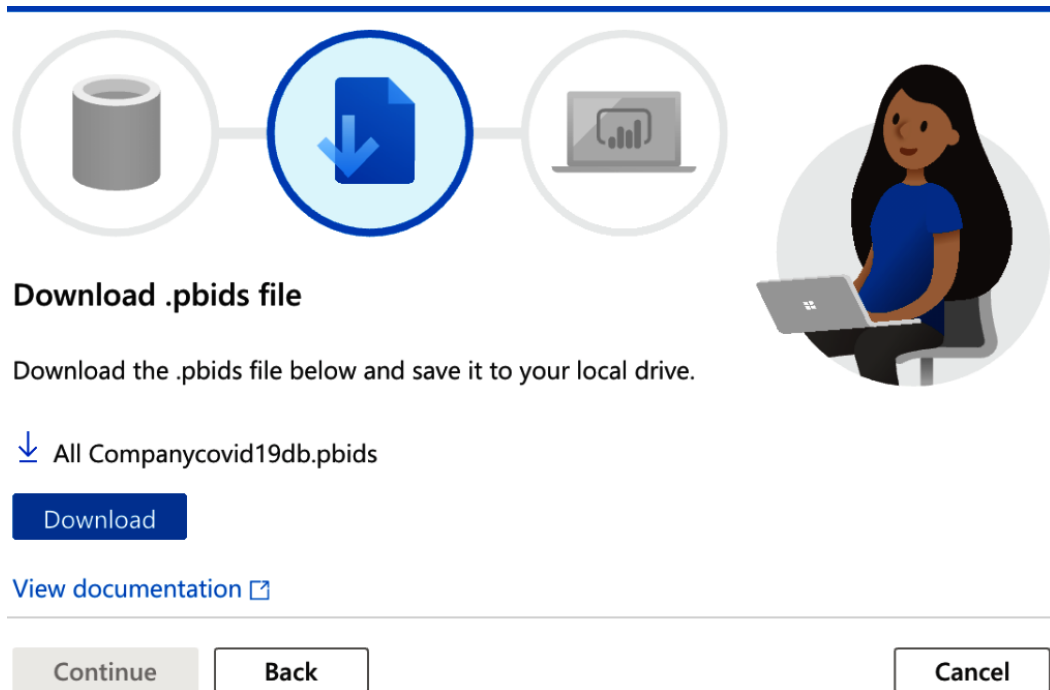 Download .pbids file
Download the .pbids file below and save it to your local drive.
All Companycovid19db.pbids
Download
View documentation
Continue
Back
Cancel